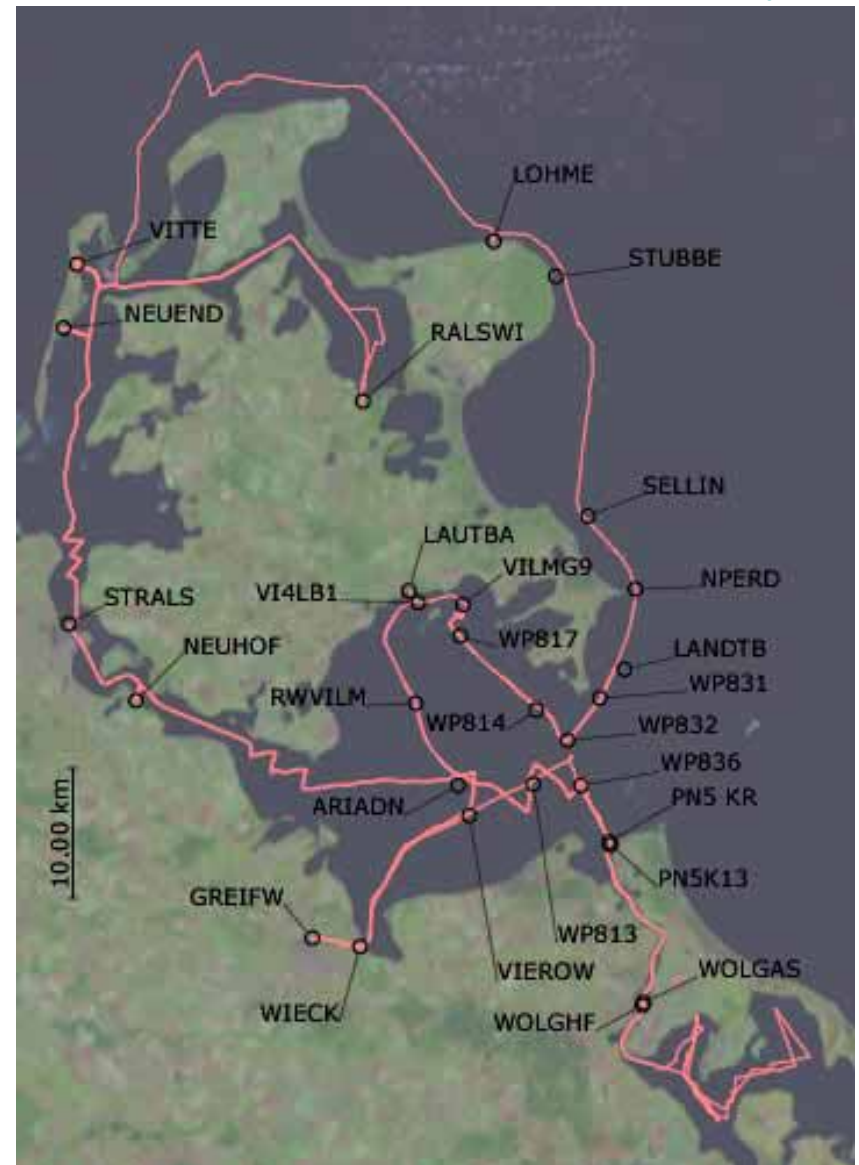 LOHME
VITTE
STUBBE
NEUEND
RALSWI
SELLIN
LAUTBA
VILMG9
NPERD
VI4LB1
STRALS
WP817
NEUHOF
LANDTB
WP831
RWVILM
WP814
WP832
WP836
ARIADN
PN5 KR
10.00 km
PN5K13
GREIFW
WP813
VIEROW
WOLGAS
WIECK
WOLGHF